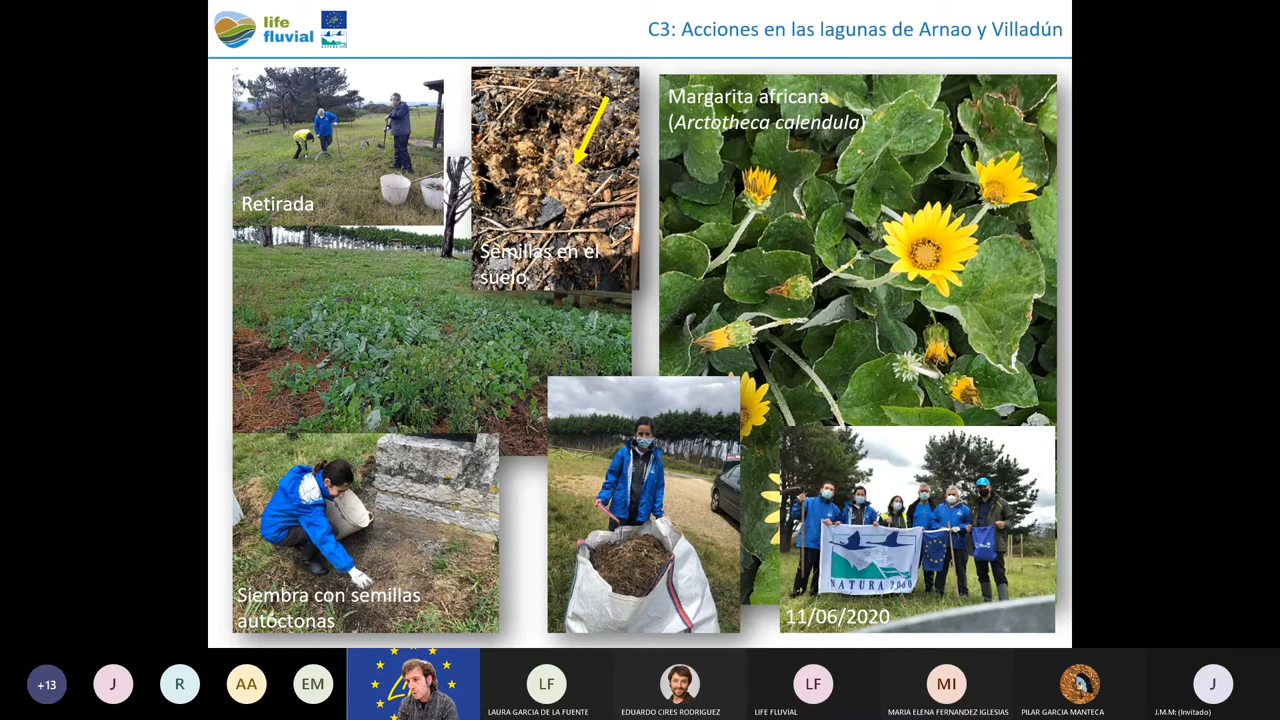 life
fluvial
NATURA 2000
C3: Acciones en las lagunas de Arnao y Villadún
Retirada
Semillas en el
suelo
Margarita africana
(Arctotheca calendula)
Siembra con semillas
autóctonas
NATURA 2000
11/06/2020
+13
J
R
AA
EM
LF
LAURA GARCIA DE LA FUENTE
EDUARDO CIRES RODRIGUEZ
LF
LIFE FLUVIAL
MI
MARIA ELENA FERNANDEZ IGLESIAS
PILAR GARCIA MANTECA
J
J.M.M: (Invitado)